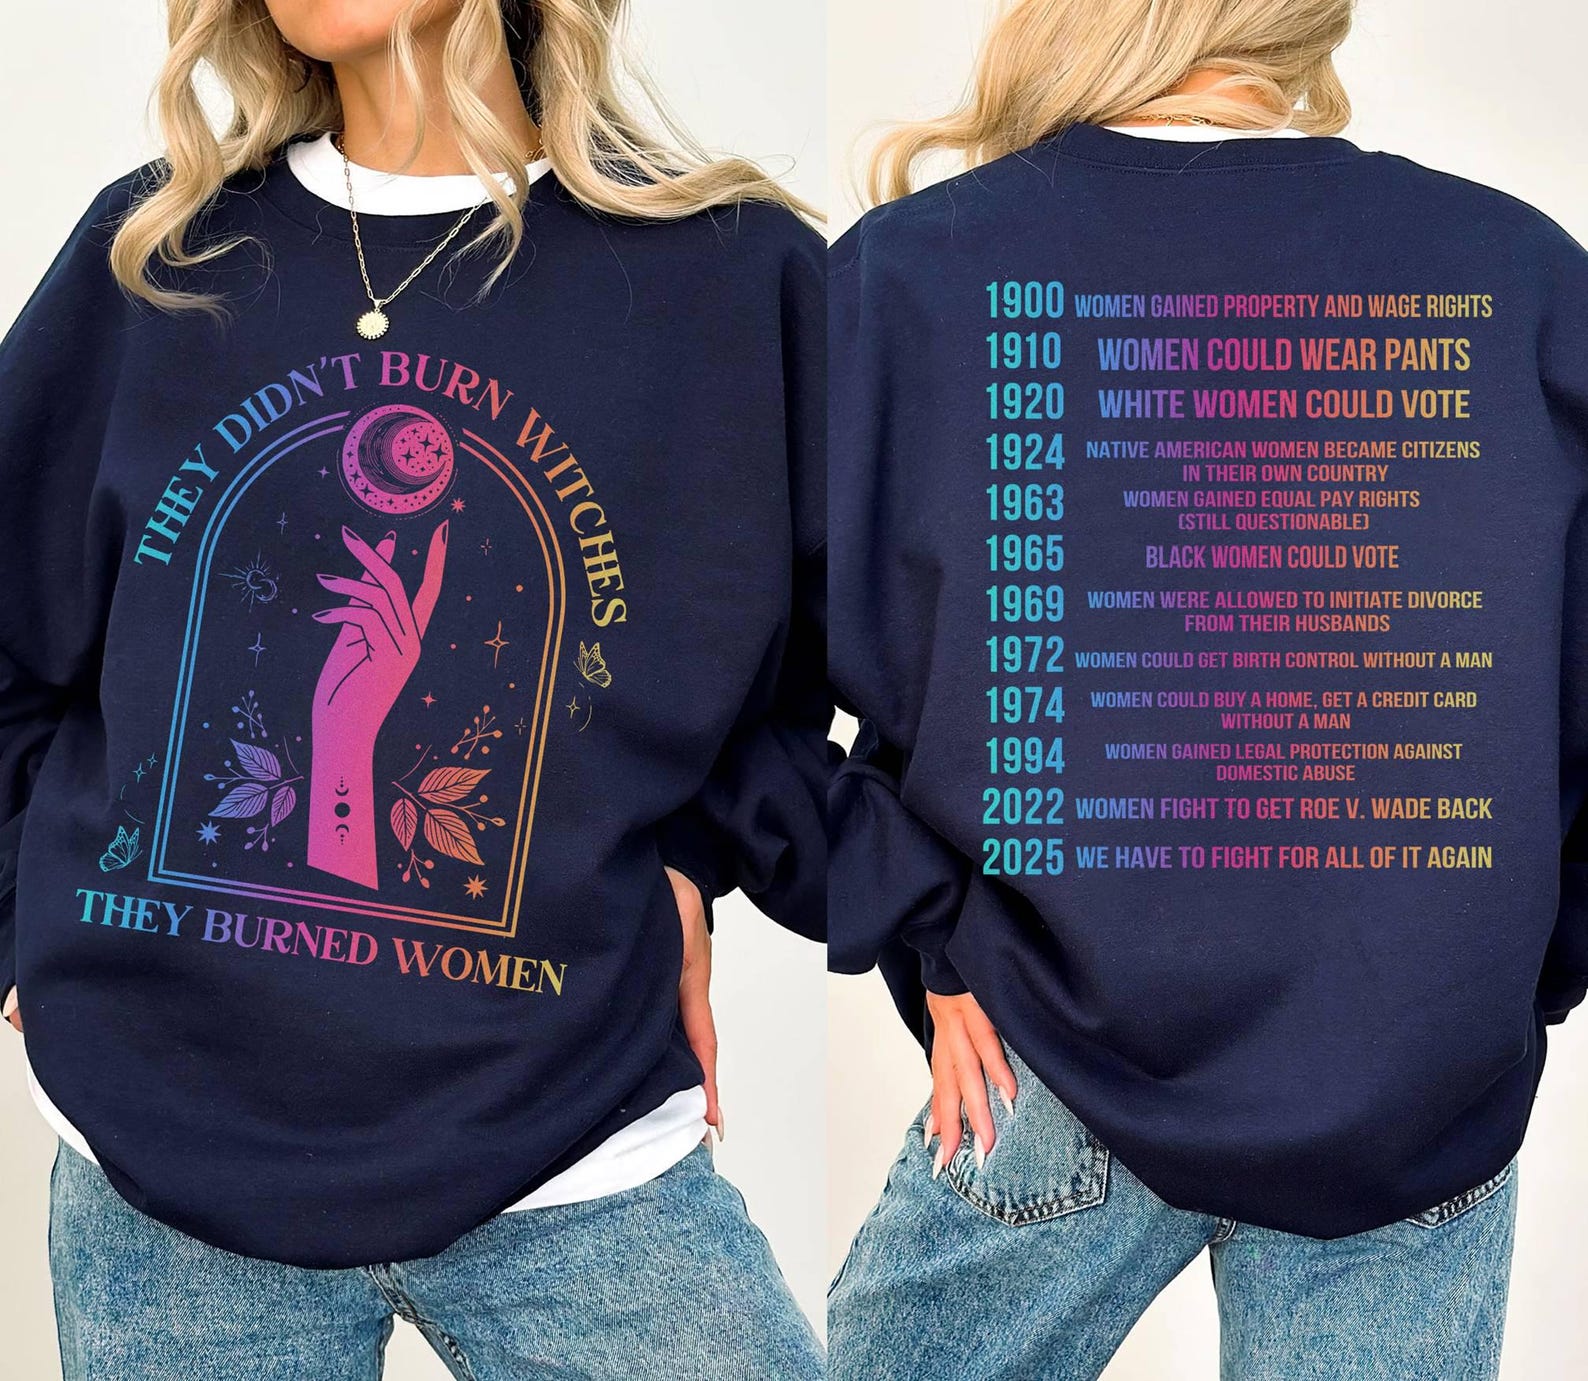 THEY DIDN'T BURN WITCHES
THEY BURNED WOMEN
1900 WOMEN GAINED PROPERTY AND WAGE RIGHTS
1910 WOMEN COULD WEAR PANTS
1920 WHITE WOMEN COULD VOTE
1924 NATIVE AMERICAN WOMEN BECAME CITIZENS
IN THEIR OWN COUNTRY
1963 WOMEN GAINED EQUAL PAY RIGHTS
(STILL QUESTIONABLE)
1965 BLACK WOMEN COULD VOTE
1969 WOMEN WERE ALLOWED TO INITIATE DIVORCE
FROM THEIR HUSBANDS
1972 WOMEN COULD GET BIRTH CONTROL WITHOUT A MAN
1974 WOMEN COULD BUY A HOME, GET A CREDIT CARD
WITHOUT A MAN
1994 WOMEN GAINED LEGAL PROTECTION AGAINST
DOMESTIC ABUSE
2022 WOMEN FIGHT TO GET ROE V. WADE BACK
2025 WE HAVE TO FIGHT FOR ALL OF IT AGAIN